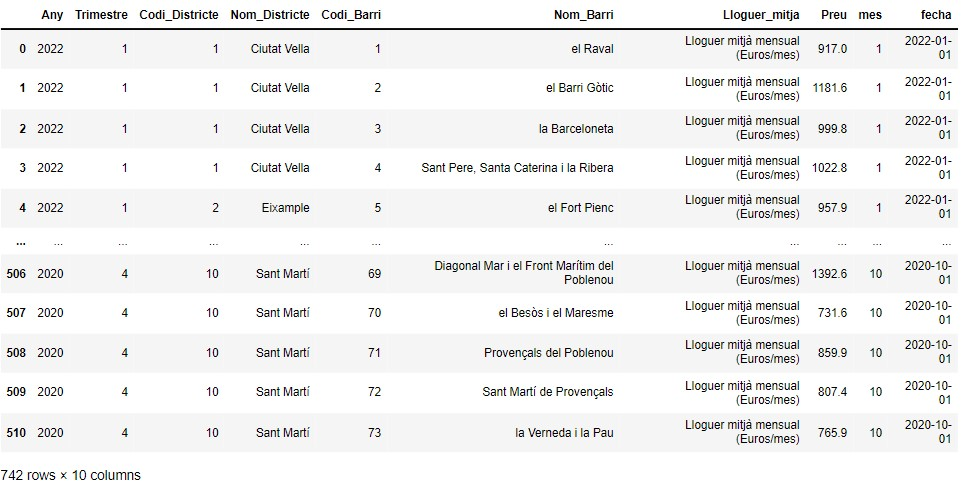 Any Trimestre Codi_Districte Nom_Districte Codi_Barri Nom_Barri Lloguer_mitja Preu mes fecha
0 2022 1 1 Ciutat Vella 1 el Raval Lloguer mitjà mensual (Euros/mes) 917.0 1 2022-01-01
1 2022 1 1 Ciutat Vella 2 el Barri Gòtic Lloguer mitjà mensual (Euros/mes) 1181.6 1 2022-01-01
2 2022 1 1 Ciutat Vella 3 la Barceloneta Lloguer mitjà mensual (Euros/mes) 999.8 1 2022-01-01
3 2022 1 1 Ciutat Vella 4 Sant Pere, Santa Caterina i la Ribera Lloguer mitjà mensual (Euros/mes) 1022.8 1 2022-01-01
4 2022 1 2 Eixample 5 el Fort Pienc Lloguer mitjà mensual (Euros/mes) 957.9 1 2022-01-01
... ... ... ... ... ... ... ... ... ... ...
506 2020 4 10 Sant Martí 69 Diagonal Mar i el Front Marítim del Poblenou Lloguer mitjà mensual (Euros/mes) 1392.6 10 2020-10-01
507 2020 4 10 Sant Martí 70 el Besòs i el Maresme Lloguer mitjà mensual (Euros/mes) 731.6 10 2020-10-01
508 2020 4 10 Sant Martí 71 Provençals del Poblenou Lloguer mitjà mensual (Euros/mes) 859.9 10 2020-10-01
509 2020 4 10 Sant Martí 72 Sant Martí de Provençals Lloguer mitjà mensual (Euros/mes) 807.4 10 2020-10-01
510 2020 4 10 Sant Martí 73 la Verneda i la Pau Lloguer mitjà mensual (Euros/mes) 765.9 10 2020-10-01
742 rows × 10 columns